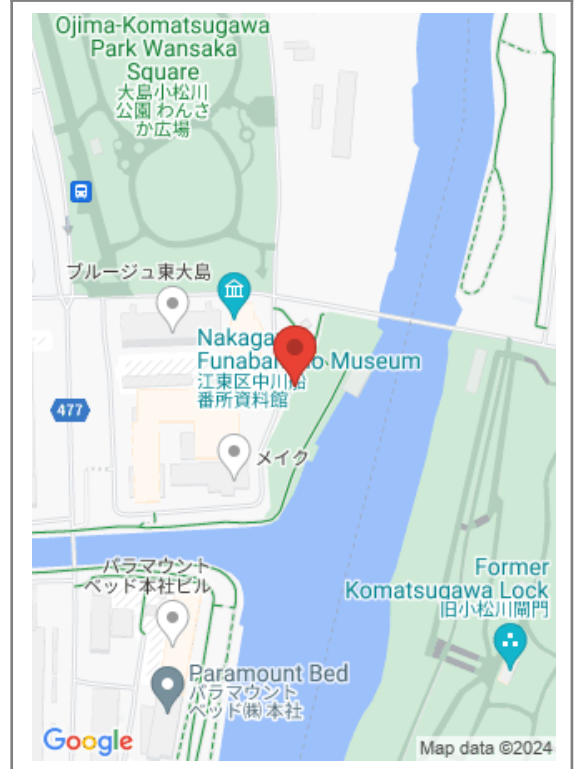 Ojima-Komatsugawa
Park Wansaka
Square
大島小松川
公園 わんさ
か広場
ブルージュ東大島
Nakaga
Funaba
o Museum
江東区中川船
番所資料館
477
メイク
パラマウント
ベッド本社ビル
Former
Komatsugawa Lock
旧小松川閘門
Paramount Bed
パラマウント
ベッド㈱本社
Google
Map data ©2024